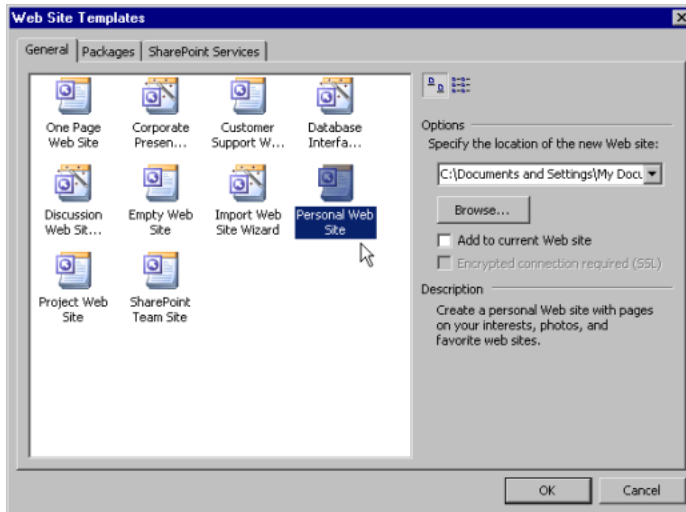 Web Site Templates
General
Packages
SharePoint Services
One Page
Web Site
Corporate
Presen...
Customer
Support W...
Database
Interfa...
Discussion
Web Sit...
Empty Web
Site
Import Web
Site Wizard
Personal Web
Site
Project Web
Site
SharePoint
Team Site
Options
Specify the location of the new Web site:
C:\Documents and Settings\My Docu
Browse...
Add to current Web site
Encrypted connection required (SSL)
Description
Create a personal Web site with pages
on your interests, photos, and
favorite web sites.
OK
Cancel